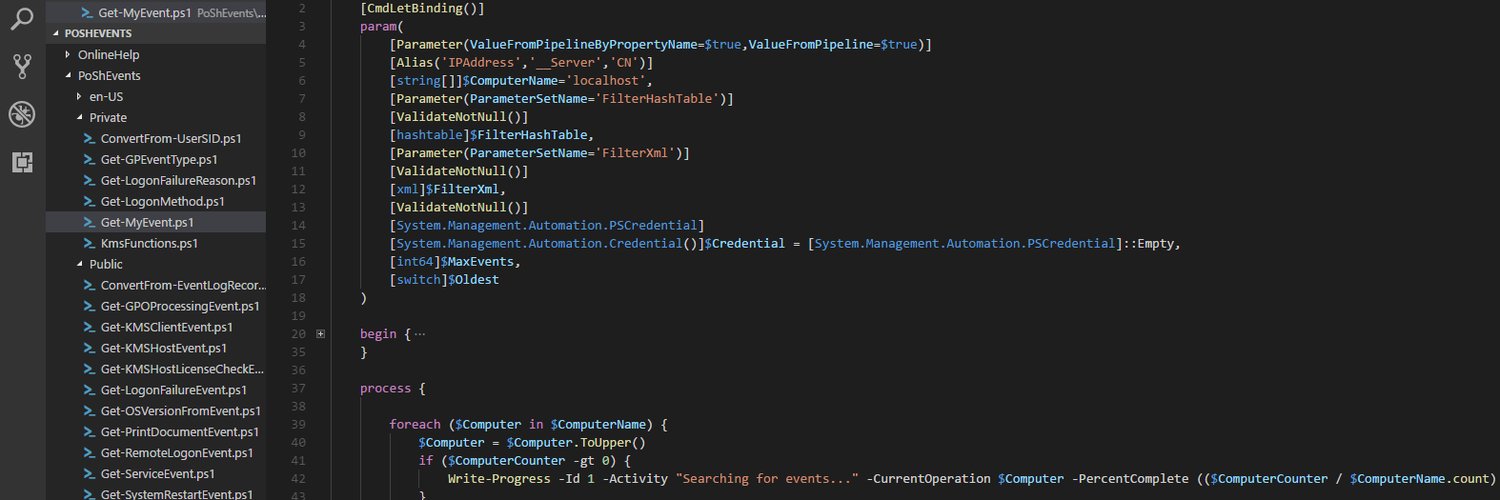 Get-MyEvent.ps1 PoShEvents\...
POSHEVENTS
OnlineHelp
PoShEvents
en-US
Private
ConvertFrom-UserSID.ps1
Get-GPEventType.ps1
Get-LogonFailureReason.ps1
Get-LogonMethod.ps1
Get-MyEvent.ps1
KmsFunctions.ps1
Public
ConvertFrom-EventLogRecor...
Get-GPOProcessingEvent.ps1
Get-KMSClientEvent.ps1
Get-KMSHostEvent.ps1
Get-KMSHostLicenseCheckE...
Get-LogonFailureEvent.ps1
Get-OSVersionFromEvent.ps1
Get-PrintDocumentEvent.ps1
Get-RemoteLogonEvent.ps1
Get-ServiceEvent.ps1
Get-SystemRestartEvent.ps1
2 [CmdLetBinding()]
3 param(
4 [Parameter(ValueFromPipelineByPropertyName=$true,ValueFromPipeline=$true)]
5 [Alias('IPAddress','__Server','CN')]
6 [string[]]$ComputerName='localhost',
7 [Parameter(ParameterSetName='FilterHashTable')]
8 [ValidateNotNull()]
9 [hashtable]$FilterHashTable,
10 [Parameter(ParameterSetName='FilterXml')]
11 [ValidateNotNull()]
12 [xml]$FilterXml,
13 [ValidateNotNull()]
14 [System.Management.Automation.PSCredential]
15 [System.Management.Automation.Credential()]$Credential = [System.Management.Automation.PSCredential]::Empty,
16 [int64]$MaxEvents,
17 [switch]$Oldest
18 )
19
20 begin { ...
35 }
36
37 process {
38
39 foreach ($Computer in $ComputerName) {
40 $Computer = $Computer.ToUpper()
41 if ($ComputerCounter -gt 0) {
42 Write-Progress -Id 1 -Activity "Searching for events..." -CurrentOperation $Computer -PercentComplete (($ComputerCounter / $ComputerName.count)
43 }